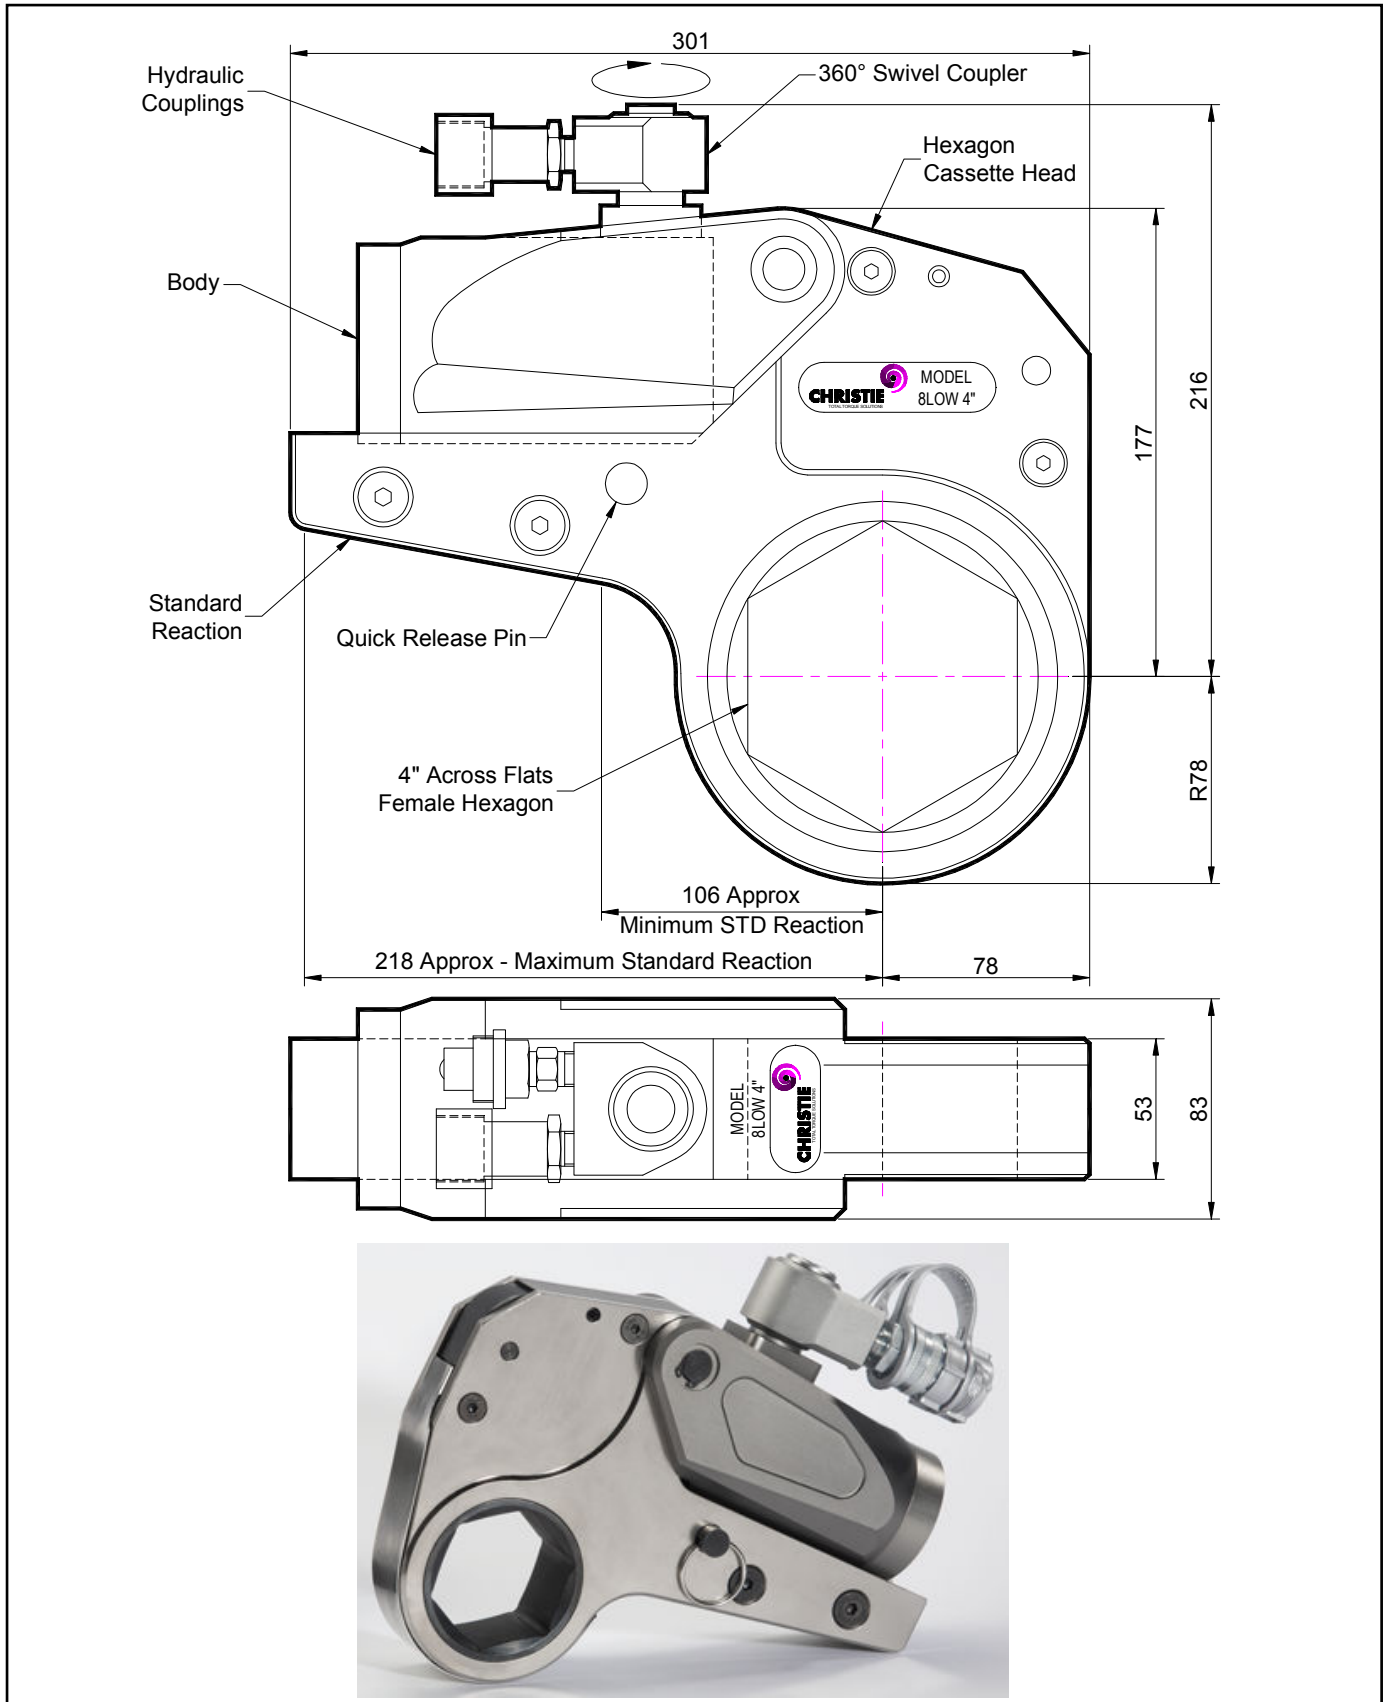 301
Hydraulic
Couplings
360° Swivel Coupler
Hexagon
Cassette Head
Body
CHRISTIE
TOTAL TORQUE SOLUTIONS
MODEL
8LOW 4"
216
177
Standard
Reaction
Quick Release Pin
4" Across Flats
Female Hexagon
R78
106 Approx
Minimum STD Reaction
218 Approx - Maximum Standard Reaction
78
MODEL
8LOW 4"
CHRISTIE
TOTAL TORQUE SOLUTIONS
53
83